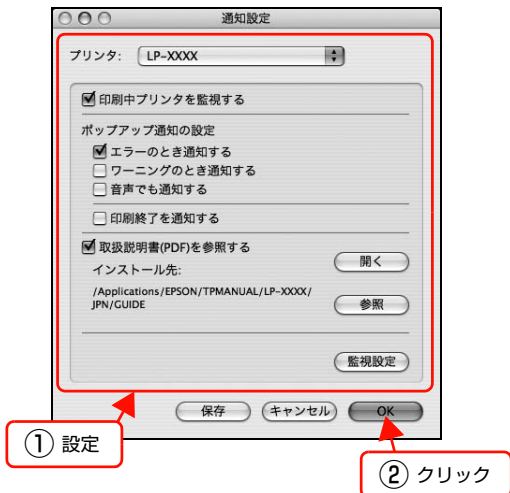 通知設定
プリンタ: LP-XXXX
印刷中プリンタを監視する
ポップアップ通知の設定
エラーのとき通知する
ワーニングのとき通知する
音声でも通知する
印刷終了を通知する
取扱説明書(PDF)を参照する
開く
インストール先:
/Applications/EPSON/TPMANUAL/LP-XXXX/
JPN/GUIDE
参照
監視設定
保存 キャンセル OK
① 設定
② クリック